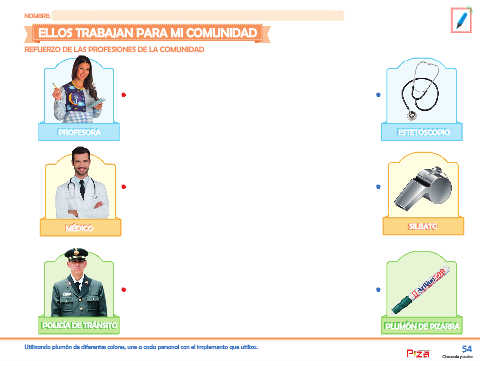 NOMBRE:
ELLOS TRABAJAN PARA MI COMUNIDAD
REFUERZO DE LAS PROFESIONES DE LA COMUNIDAD
PROFESORA
ESTETOSCOPIO
MÉDICO
SILBATO
POLICÍA DE TRÁNSITO
PLUMÓN DE PIZARRA
Utilizando plumón de diferentes colores, une a cada personal con el implemento que utiliza.
54